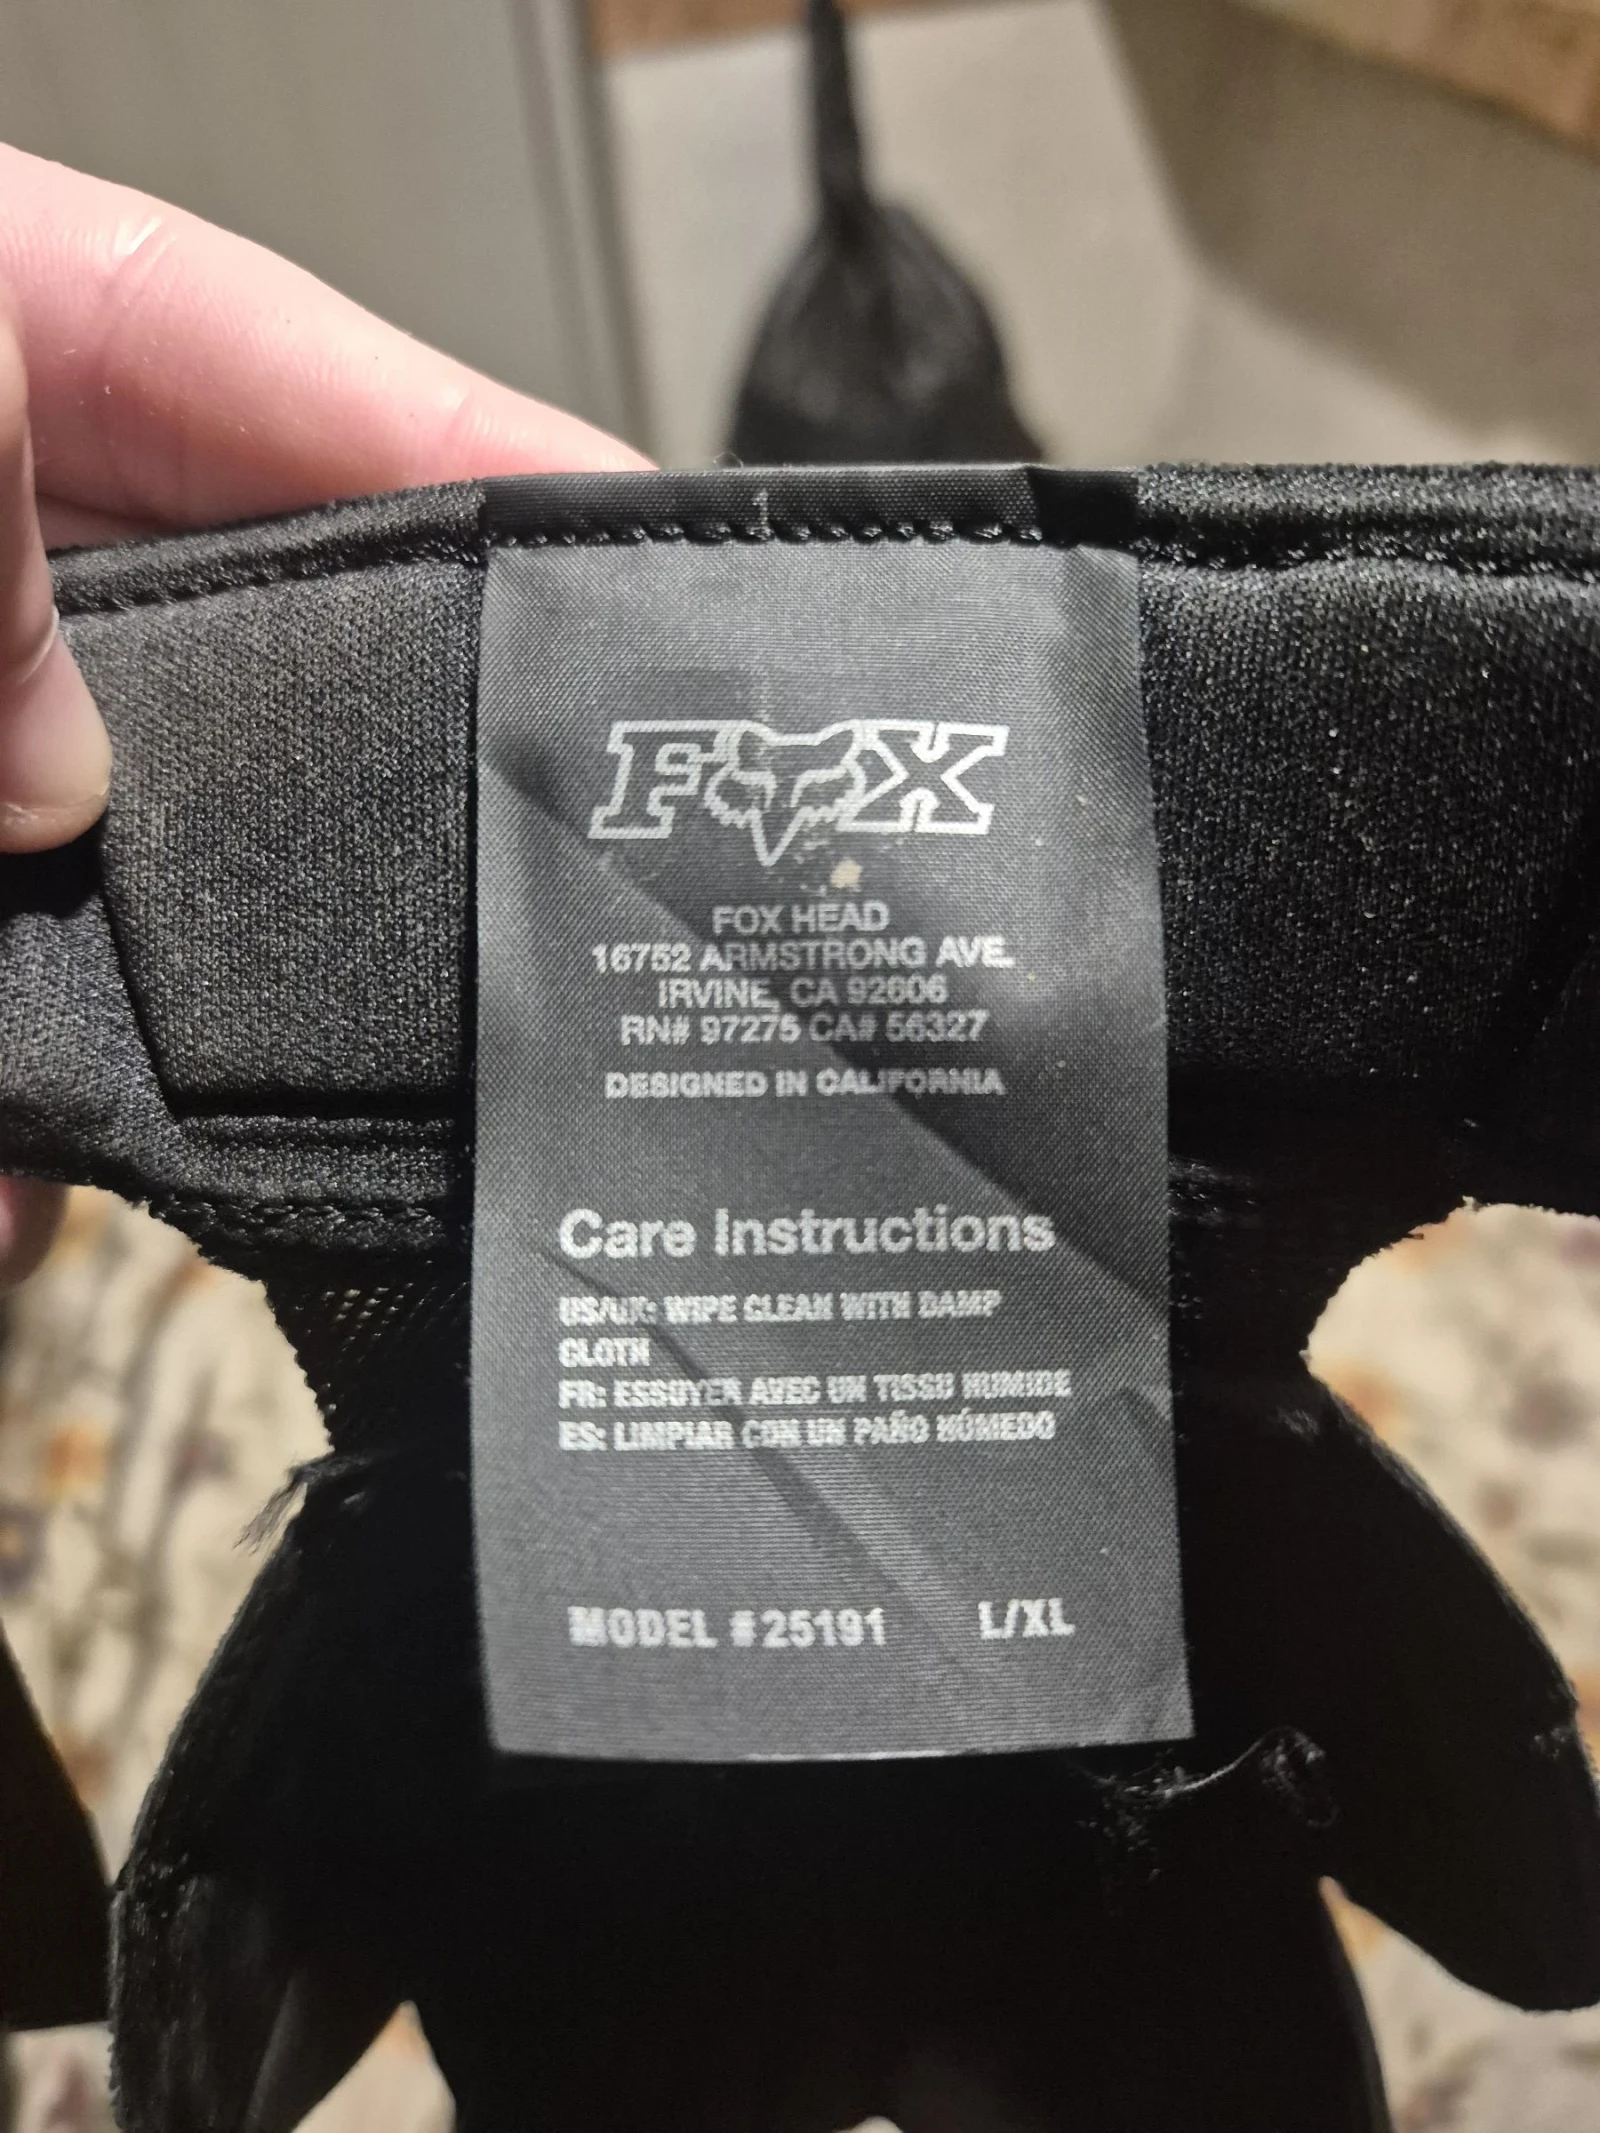 FOX
FOX HEAD
16752 ARMSTRONG AVE.
IRVINE, CA 92606
RN# 97275 CA# 56327
DESIGNED IN CALIFORNIA
Care Instructions
US/UK: WIPE CLEAN WITH DAMP
CLOTH
FR: ESSUYER AVEC UN TISSU HUMIDE
ES: LIMPIAR CON UN PAÑO HÚMEDO
MODEL #25191 L/XL